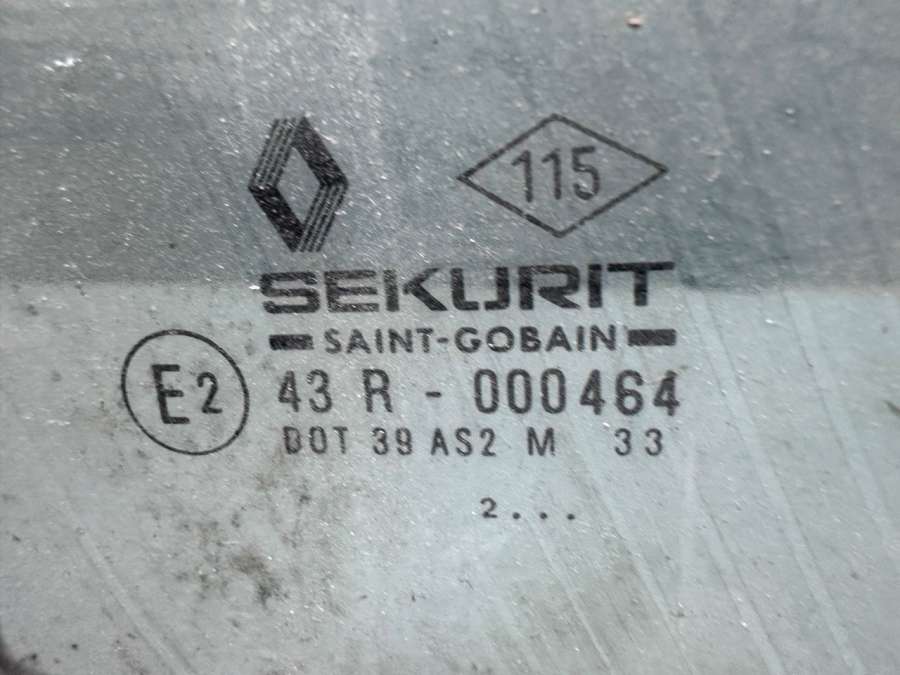 115
SEKURIT
SAINT-GOBAIN
E2 43 R - 000464
DOT 39 AS2 M 33
2...